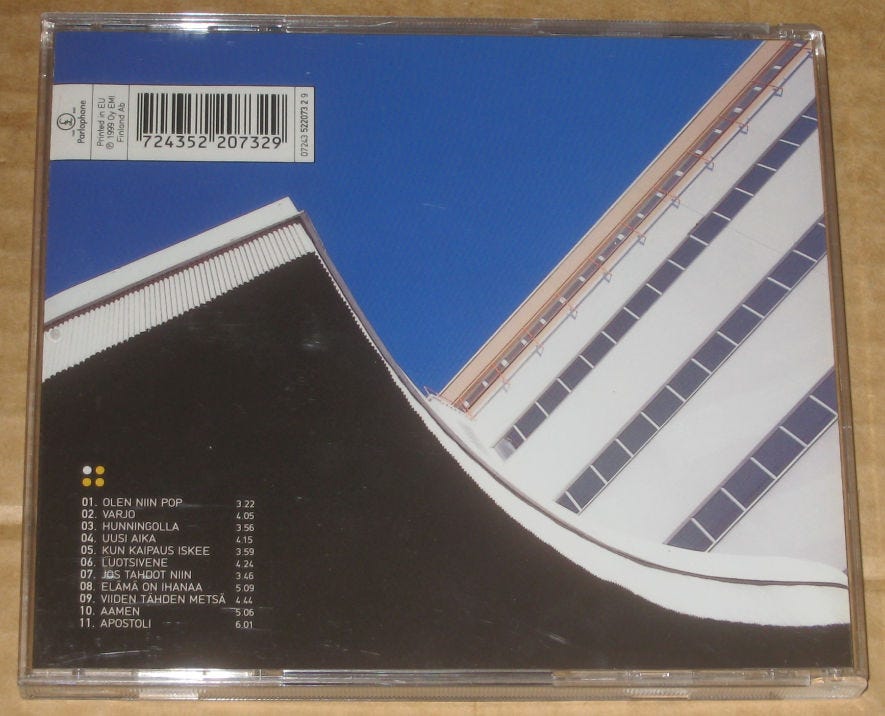 Parlophone
Printed in EU
℗ 1999 Oy EMI
Finland Ab
724352 207329
07243 522073 2 9
01. OLEN NIIN POP 3.22
02. VARJO 4.05
03. HUNNINGOLLA 3.56
04. UUSI AIKA 4.15
05. KUN KAIPAUS ISKEE 3.59
06. LUOTSIVENE 4.24
07. JOS TAHDOT NIIN 3.46
08. ELÄMÄ ON IHANAA 5.09
09. VIIDEN TÄHDEN METSÄ 4.44
10. AAMEN 5.06
11. APOSTOLI 6.01